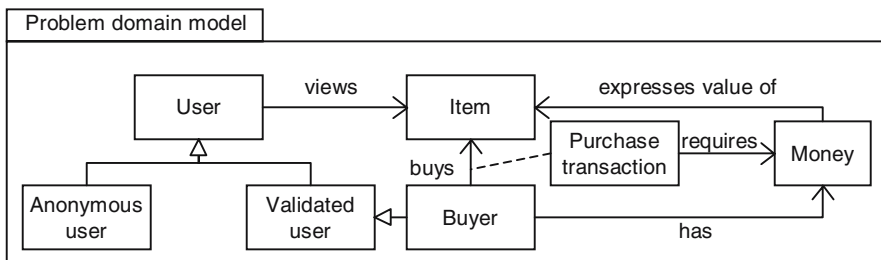 Problem domain model
User
views
Item
expresses value of
buys
Purchase
transaction
requires
Money
Anonymous
user
Validated
user
Buyer
has